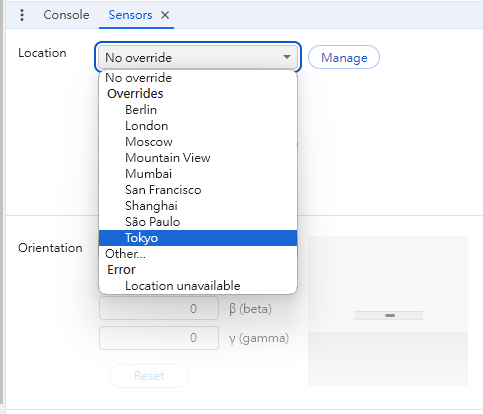 Console Sensors
Location
No override
Manage
No override
Overrides
Berlin
London
Moscow
Mountain View
Mumbai
San Francisco
Shanghai
São Paulo
Tokyo
Other...
Error
Location unavailable
Orientation
0 β (beta)
0 γ (gamma)
Reset